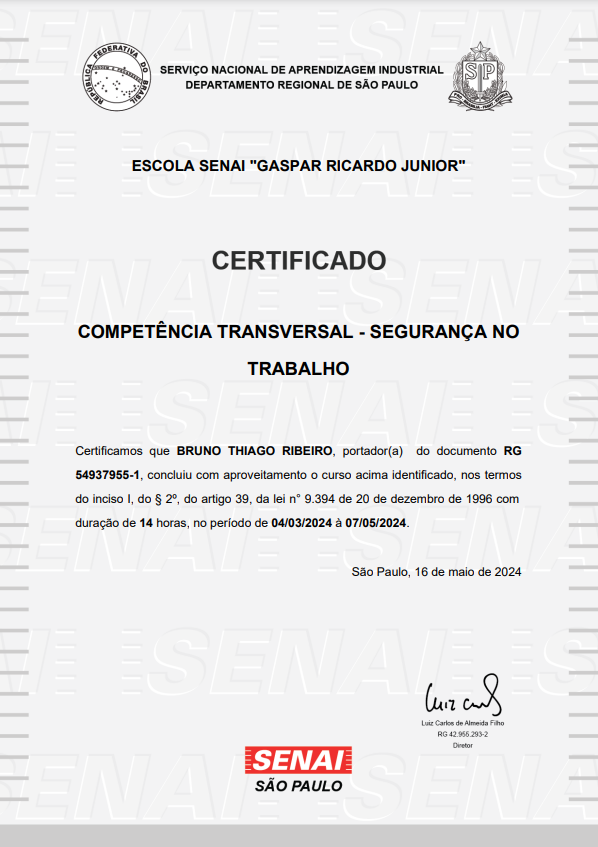 REPÚBLICA FEDERATIVA DO BRASIL
SERVIÇO NACIONAL DE APRENDIZAGEM INDUSTRIAL
DEPARTAMENTO REGIONAL DE SÃO PAULO
SP
ESCOLA SENAI "GASPAR RICARDO JUNIOR"
CERTIFICADO
COMPETÊNCIA TRANSVERSAL - SEGURANÇA NO
TRABALHO
Certificamos que BRUNO THIAGO RIBEIRO, portador(a) do documento RG
54937955-1, concluiu com aproveitamento o curso acima identificado, nos termos
do inciso I, do § 2º, do artigo 39, da lei n° 9.394 de 20 de dezembro de 1996 com
duração de 14 horas, no período de 04/03/2024 à 07/05/2024.
São Paulo, 16 de maio de 2024
Luiz Carlos de Almeida Filho
RG 42.955.293-2
Diretor
SENAI
SÃO PAULO